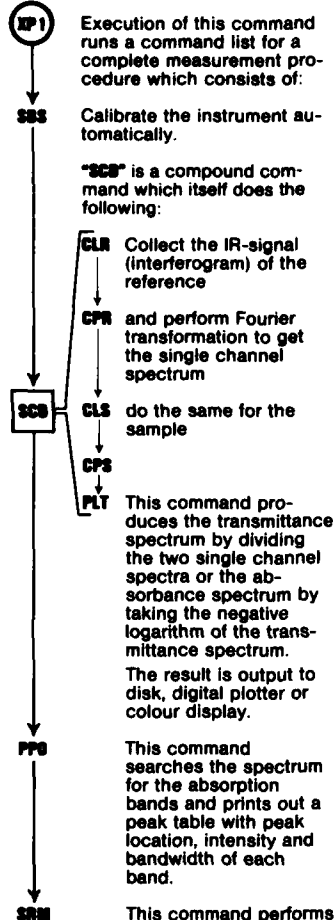 XP1
Execution of this command
runs a command list for a
complete measurement pro-
cedure which consists of:
SBS
Calibrate the instrument au-
tomatically.
"SCB" is a compound com-
mand which itself does the
following:
CLR Collect the IR-signal
(interferogram) of the
reference
CPR and perform Fourier
transformation to get
the single channel
spectrum
SCB
CLS do the same for the
sample
CPS
PLT This command pro-
duces the transmittance
spectrum by dividing
the two single channel
spectra or the ab-
sorbance spectrum by
taking the negative
logarithm of the trans-
mittance spectrum.
The result is output to
disk, digital plotter or
colour display.
This command
searches the spectrum
for the absorption
bands and prints out a
peak table with peak
location, intensity and
bandwidth of each
band.
This command performs